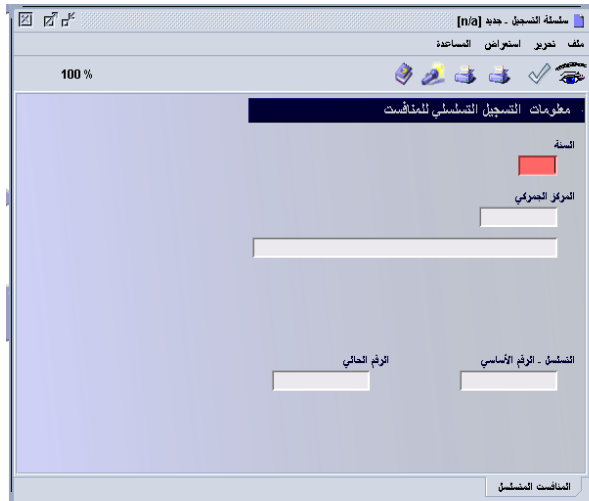 سلسلة التسجيل - جديد [n/a]
ملف تحرير استعراض المساعدة
100 %
معلومات التسجيل التسلسلي للمنافست
السنة
المركز الجمركي
التسلسل - الرقم الأساسي الرقم الحالي
المنافست المتسلسل